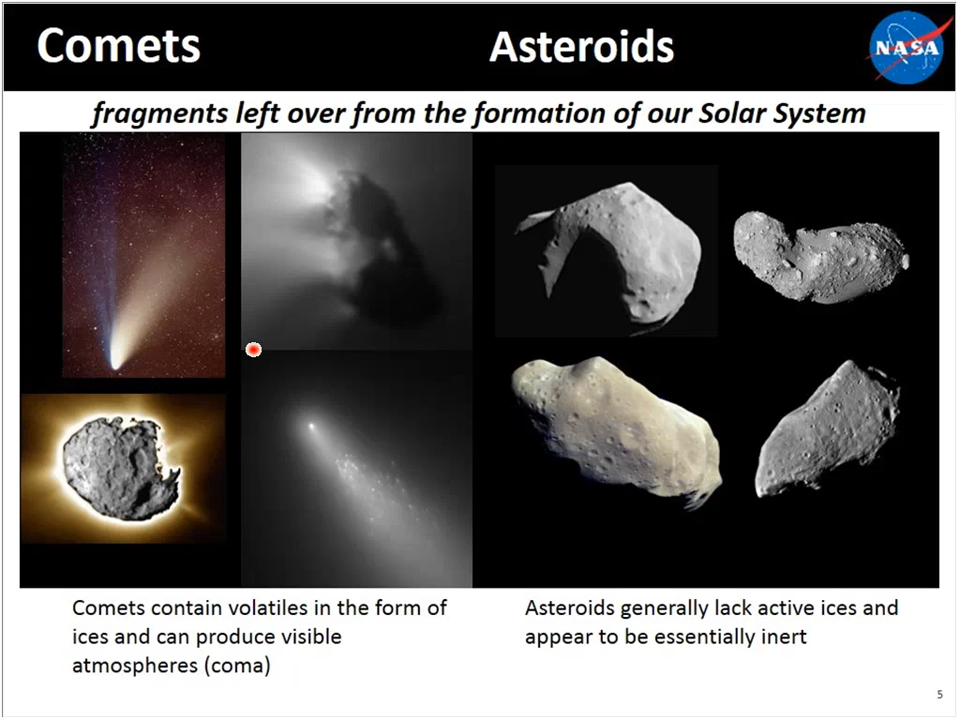 Comets
Asteroids
NASA
fragments left over from the formation of our Solar System
Comets contain volatiles in the form of
ices and can produce visible
atmospheres (coma)
Asteroids generally lack active ices and
appear to be essentially inert
5